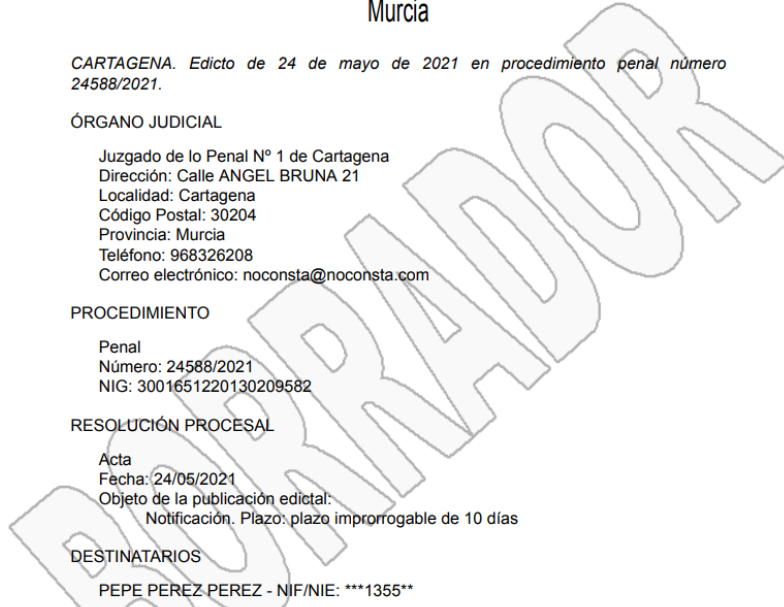 Murcia
CARTAGENA. Edicto de 24 de mayo de 2021 en procedimiento penal número
24588/2021.
ÓRGANO JUDICIAL
Juzgado de lo Penal Nº 1 de Cartagena
Dirección: Calle ANGEL BRUNA 21
Localidad: Cartagena
Código Postal: 30204
Provincia: Murcia
Teléfono: 968326208
Correo electrónico: noconsta@noconsta.com
PROCEDIMIENTO
Penal
Número: 24588/2021
NIG: 3001651220130209582
RESOLUCIÓN PROCESAL
Acta
Fecha: 24/05/2021
Objeto de la publicación edictal:
Notificación. Plazo: plazo improrrogable de 10 días
DESTINATARIOS
PEPE PEREZ PEREZ - NIF/NIE: ***1355**
BORRADOR